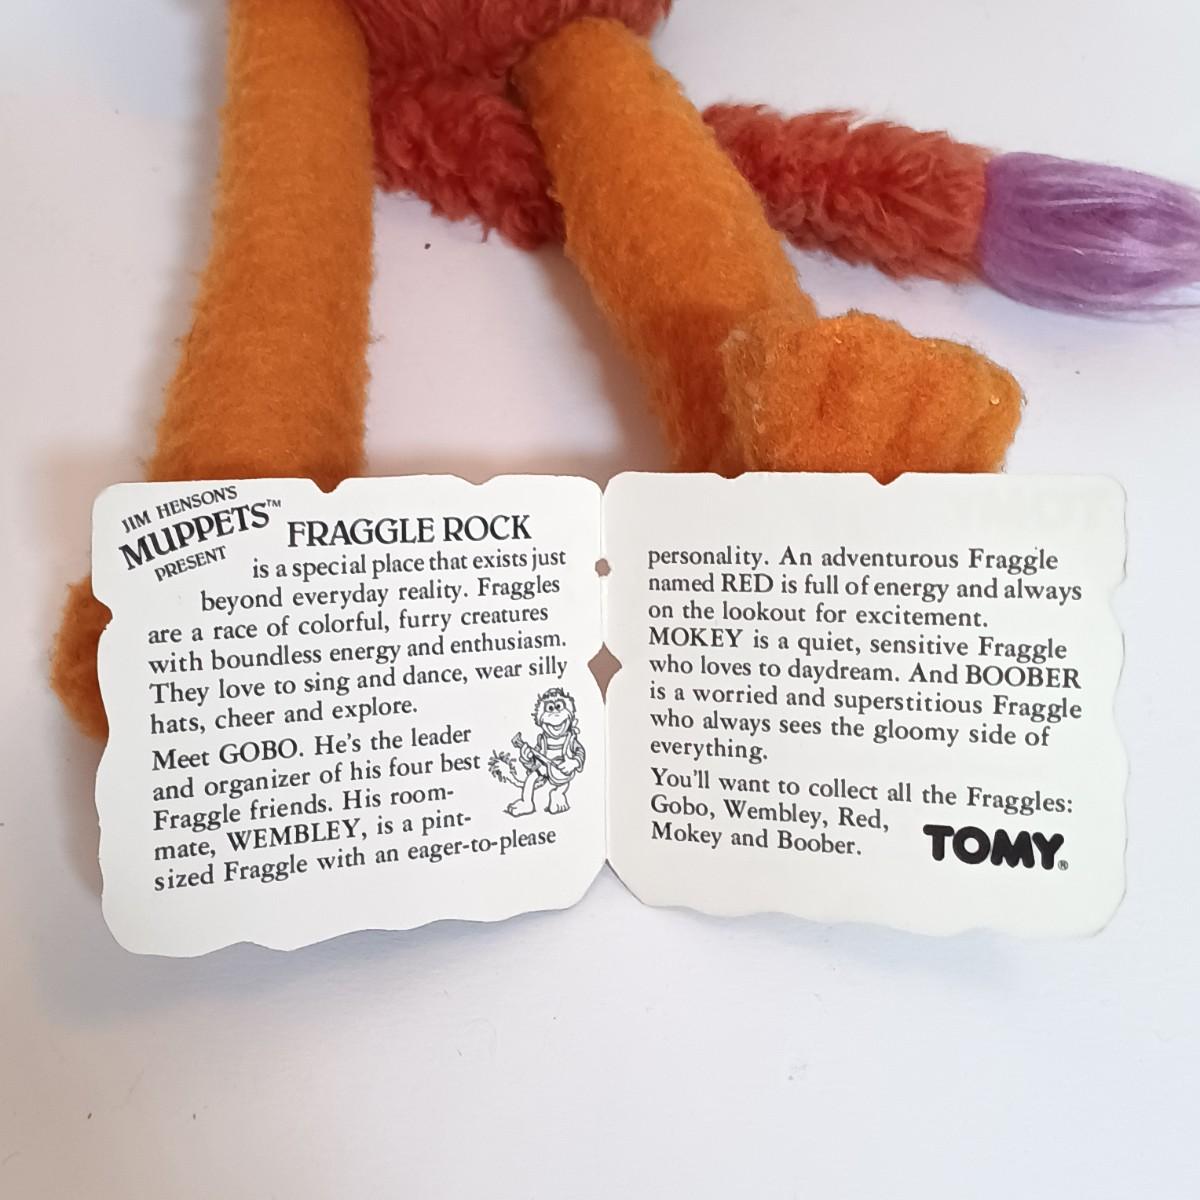 JIM HENSON'S
MUPPETS™
PRESENT
FRAGGLE ROCK
is a special place that exists just
beyond everyday reality. Fraggles
are a race of colorful, furry creatures
with boundless energy and enthusiasm.
They love to sing and dance, wear silly
hats, cheer and explore.
Meet GOBO. He's the leader
and organizer of his four best
Fraggle friends. His room-
mate, WEMBLEY, is a pint-
sized Fraggle with an eager-to-please
personality. An adventurous Fraggle
named RED is full of energy and always
on the lookout for excitement.
MOKEY is a quiet, sensitive Fraggle
who loves to daydream. And BOOBER
is a worried and superstitious Fraggle
who always sees the gloomy side of
everything.
You'll want to collect all the Fraggles:
Gobo, Wembley, Red,
Mokey and Boober.
TOMY®